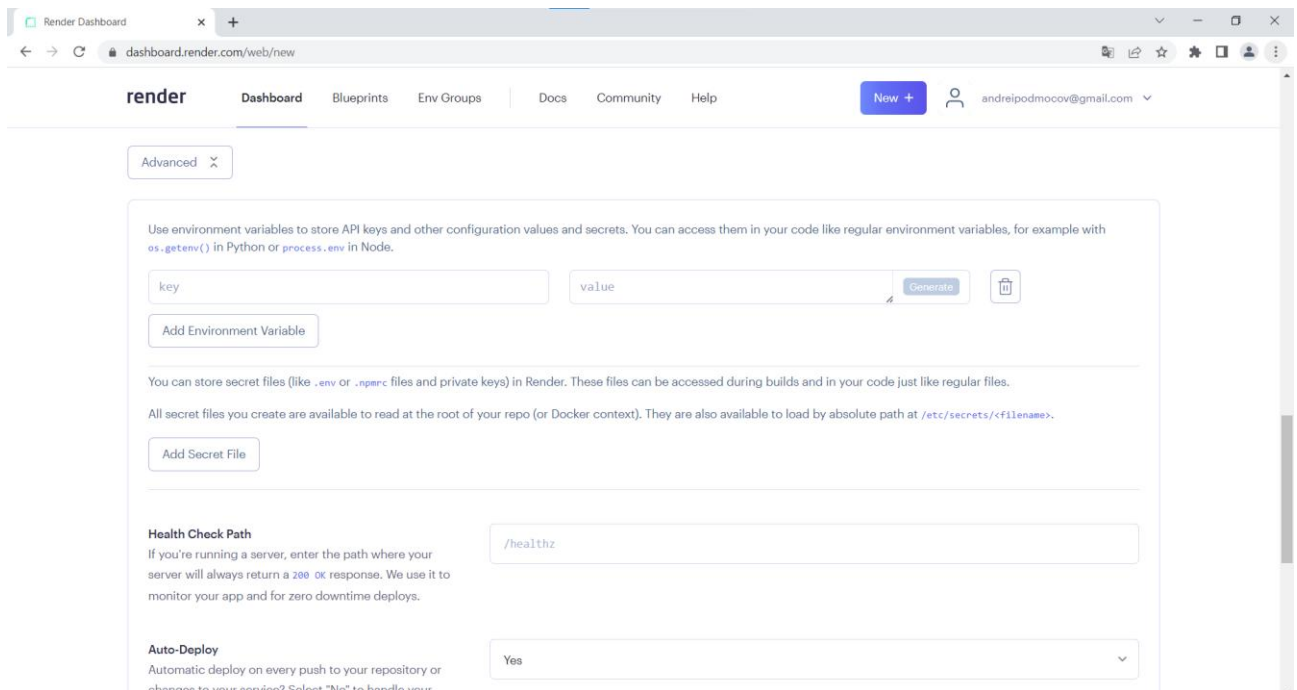 Render Dashboard
dashboard.render.com/web/new
render Dashboard Blueprints Env Groups Docs Community Help New + andreipodmocov@gmail.com
Advanced
Use environment variables to store API keys and other configuration values and secrets. You can access them in your code like regular environment variables, for example with
os.getenv() in Python or process.env in Node.
key value Generate
Add Environment Variable
You can store secret files (like .env or .npmrc files and private keys) in Render. These files can be accessed during builds and in your code just like regular files.
All secret files you create are available to read at the root of your repo (or Docker context). They are also available to load by absolute path at /etc/secrets/<filename>.
Add Secret File
Health Check Path
If you're running a server, enter the path where your
server will always return a 200 OK response. We use it to
monitor your app and for zero downtime deploys.
/healthz
Auto-Deploy
Automatic deploy on every push to your repository or
changes to your service? Select "No" to handle your
Yes